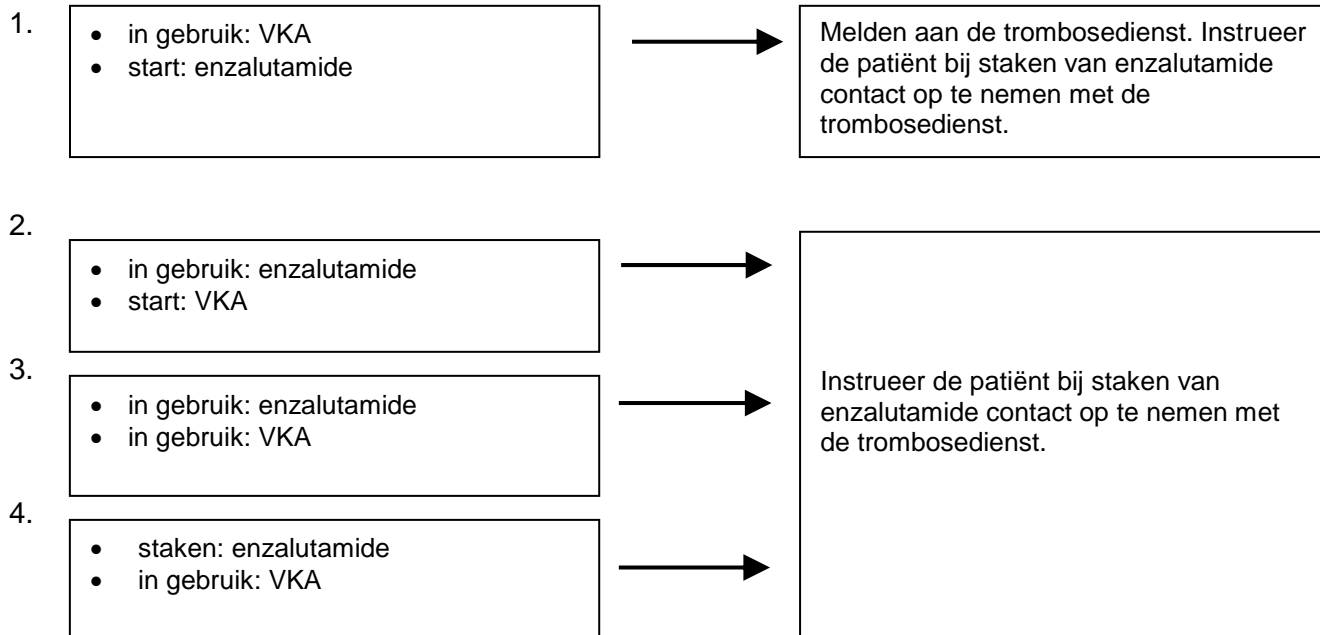 1.
• in gebruik: VKA
• start: enzalutamide
Melden aan de trombosedienst. Instrueer
de patiënt bij staken van enzalutamide
contact op te nemen met de
trombosedienst.
2.
• in gebruik: enzalutamide
• start: VKA
3.
• in gebruik: enzalutamide
• in gebruik: VKA
4.
• staken: enzalutamide
• in gebruik: VKA
Instrueer de patiënt bij staken van
enzalutamide contact op te nemen met
de trombosedienst.